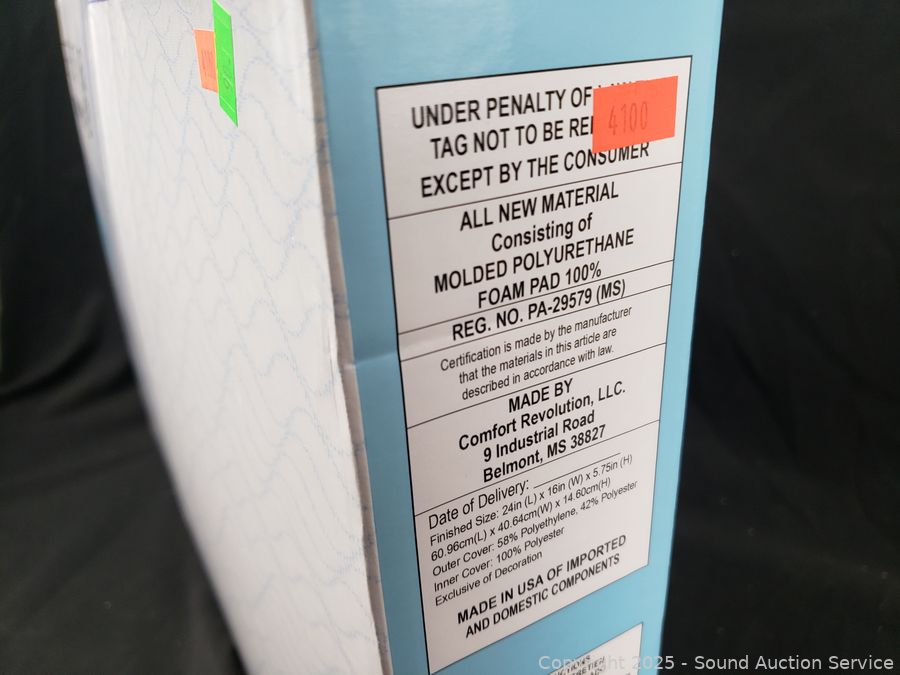 UNDER PENALTY OF
TAG NOT TO BE RE
4100
EXCEPT BY THE CONSUMER
ALL NEW MATERIAL
Consisting of
MOLDED POLYURETHANE
FOAM PAD 100%
REG. NO. PA-29579 (MS)
Certification is made by the manufacturer
that the materials in this article are
described in accordance with law.
MADE BY
Comfort Revolution, LLC.
9 Industrial Road
Belmont, MS 38827
Date of Delivery:
Finished Size: 24in (L) x 16in (W) x 5.75in (H)
60.96cm(L) x 40.64cm(W) x 14.60cm(H)
Outer Cover: 58% Polyethylene, 42% Polyester
Inner Cover: 100% Polyester
Exclusive of Decoration
MADE IN USA OF IMPORTED
AND DOMESTIC COMPONENTS
Copyright 2025 - Sound Auction Service